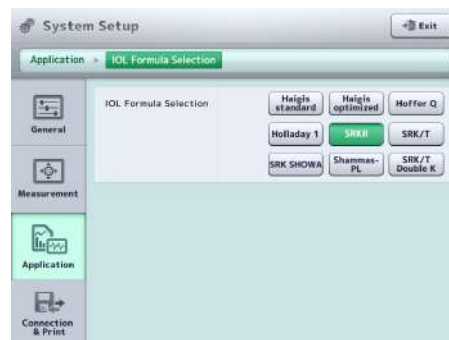 System Setup
Exit
Application
IOL Formula Selection
General
Measurement
Application
Connection
& Print
IOL Formula Selection
Haigis
standard
Haigis
optimized
Hoffer Q
Holladay 1
SRKII
SRK/T
SRK SHOWA
Shammas-
PL
SRK/T
Double K